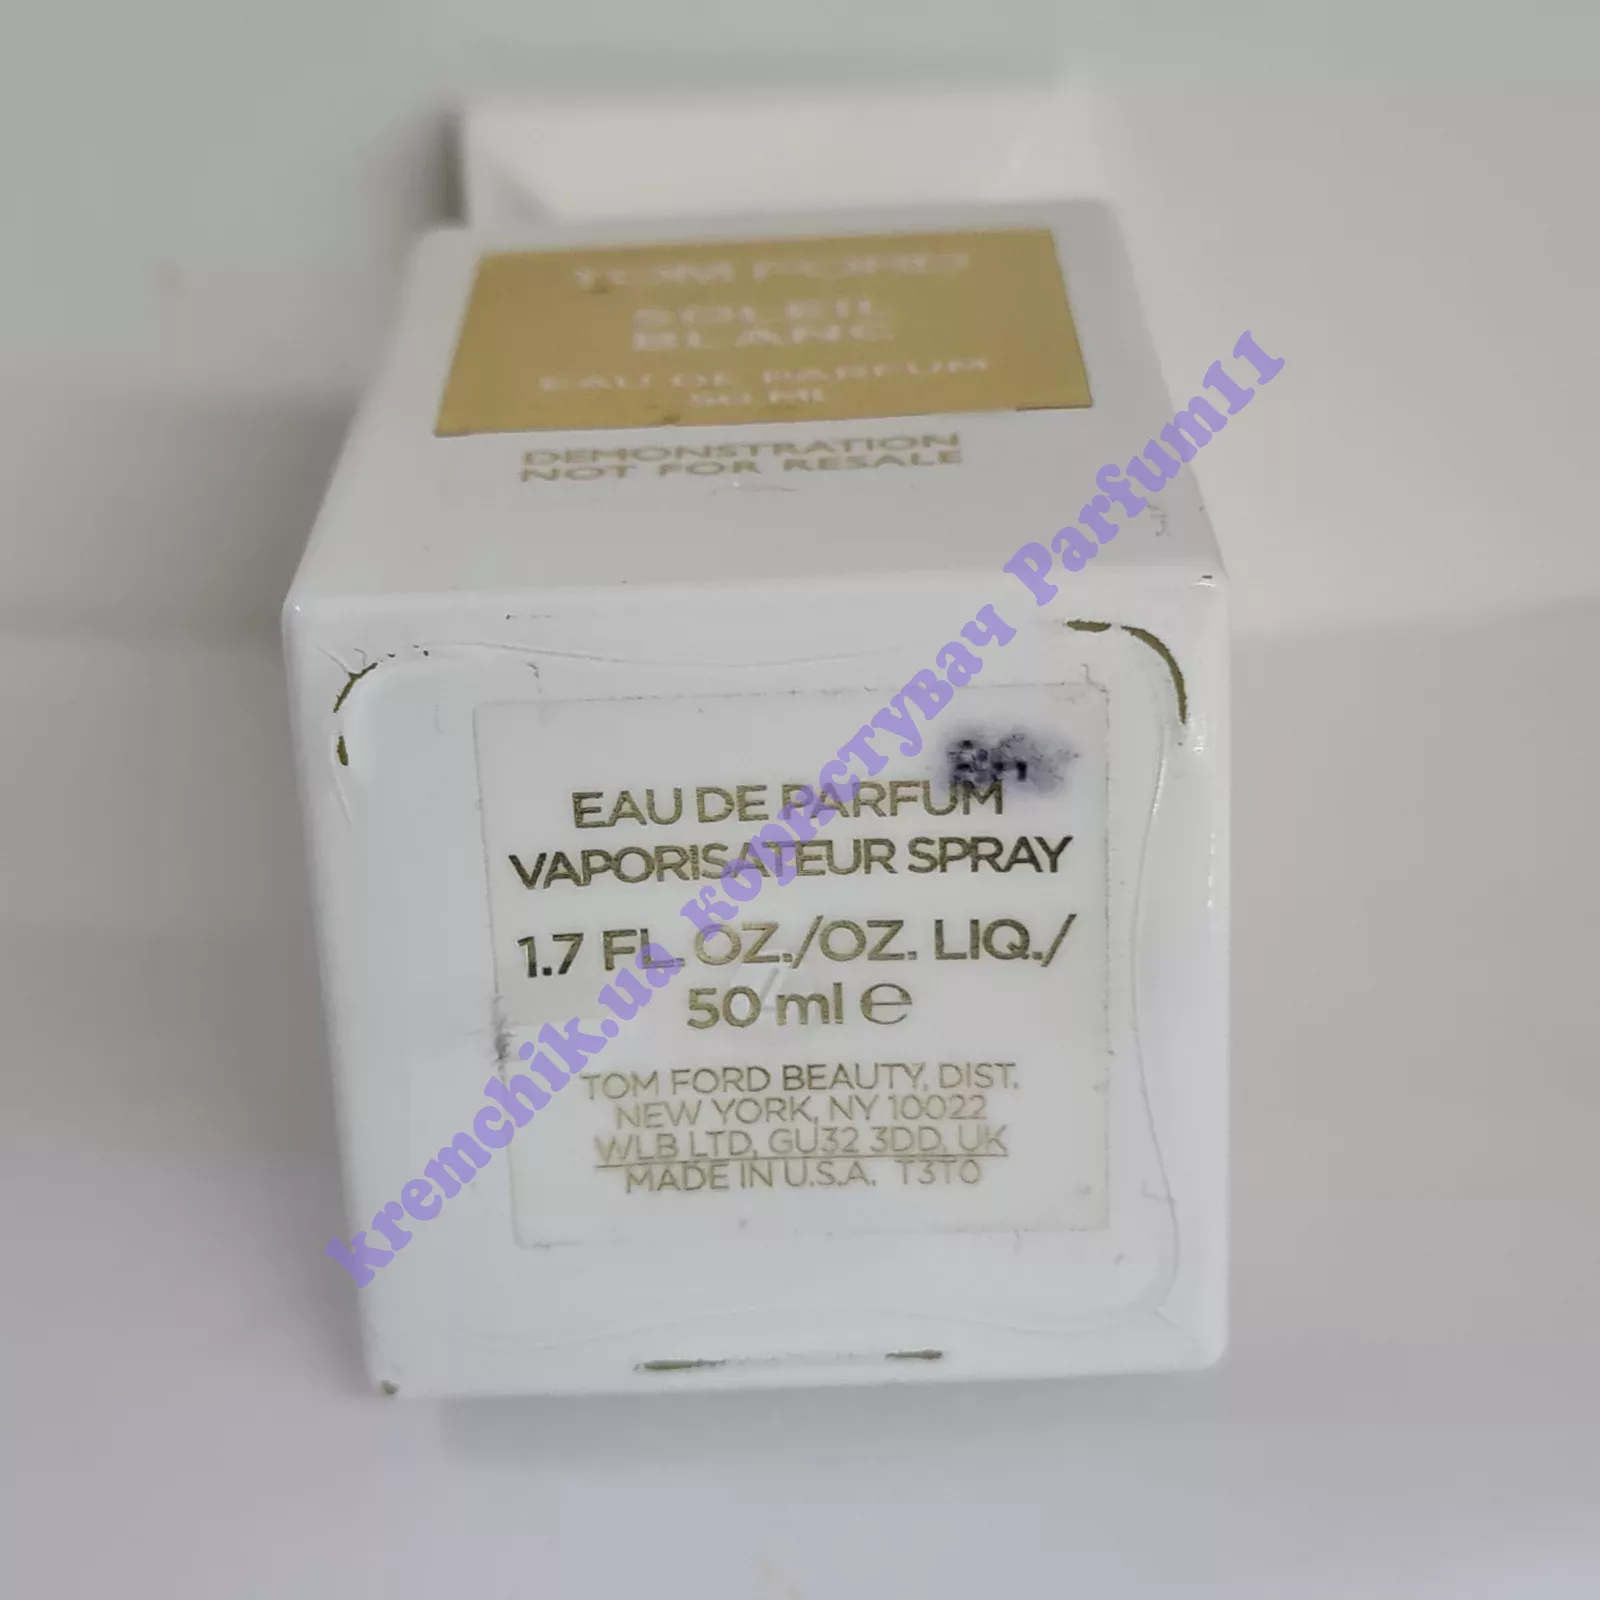 TOM FORD
SOLEIL
BLANC
EAU DE PARFUM
50 ML
DEMONSTRATION
NOT FOR RESALE
EAU DE PARFUM
VAPORISATEUR SPRAY
1.7 FL. OZ./OZ. LIQ./
50 ml ℮
TOM FORD BEAUTY, DIST.
NEW YORK, NY 10022
WLB LTD, GU32 3DD, UK
MADE IN U.S.A. T3T0
kremchik.ua користувач Parfum11